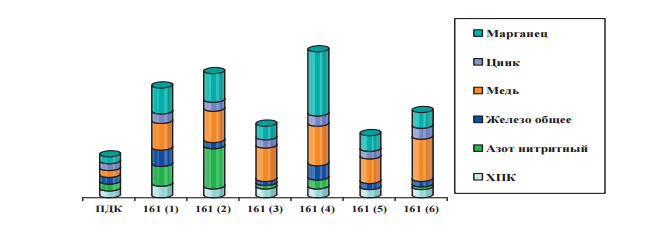 Марганец
Цинк
Медь
Железо общее
Азот нитритный
ХПК
ПДК 161 (1) 161 (2) 161 (3) 161 (4) 161 (5) 161 (6)